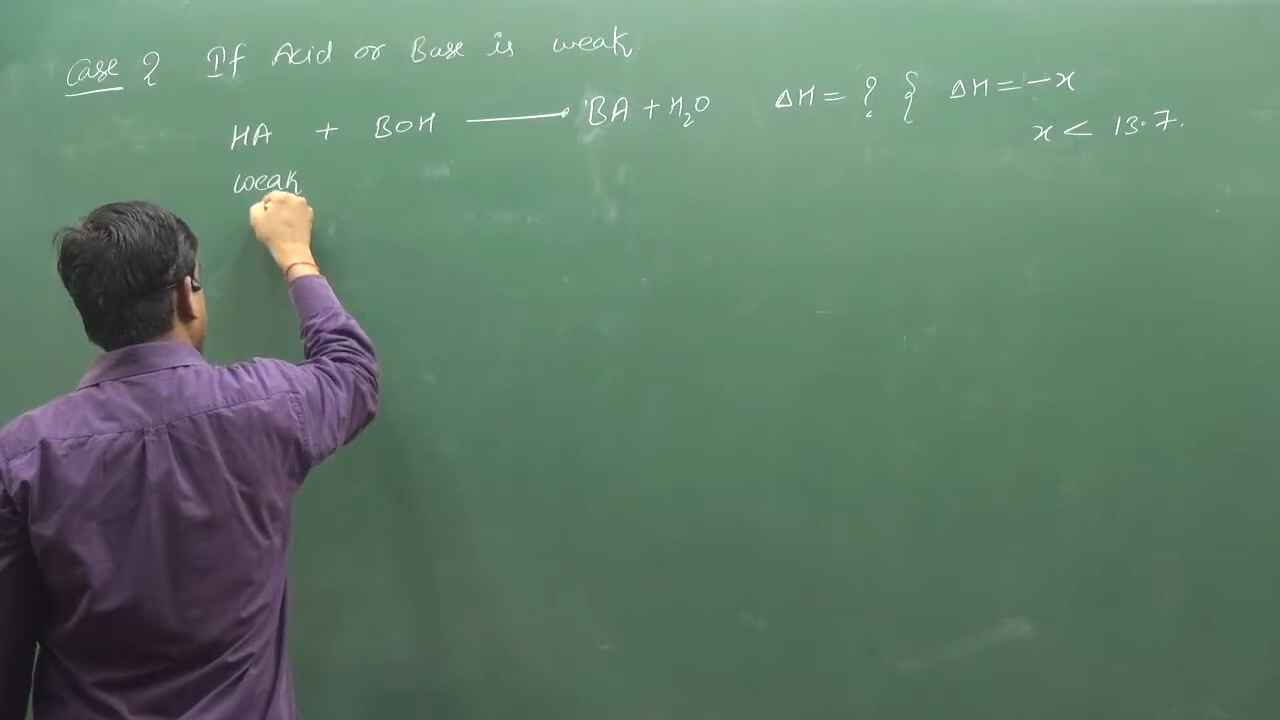 Case 2 If Acid or Base is weak
HA + BOH ⟶ BA + H₂O ΔH = ? { ΔH = -x
x < 13.7.
weak